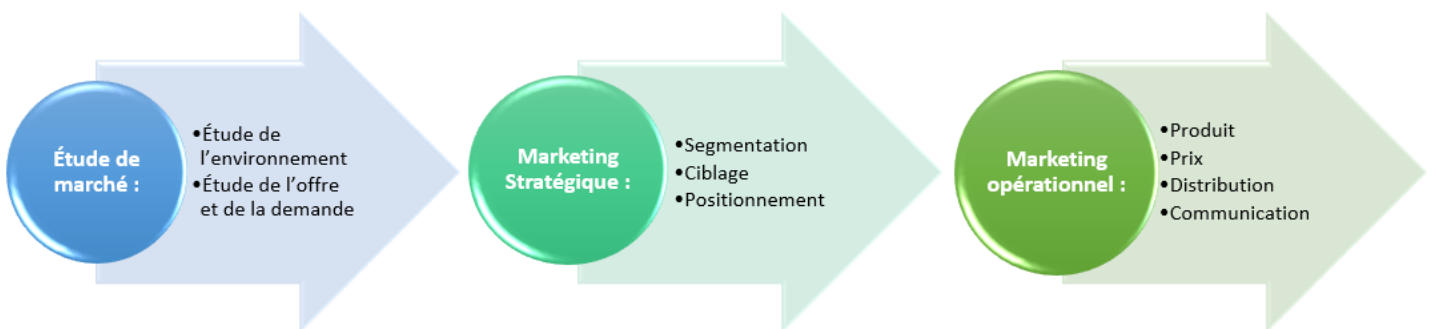 Étude de
marché :
•Étude de
l’environnement
•Étude de l’offre
et de la demande
Marketing
Stratégique :
•Segmentation
•Ciblage
•Positionnement
Marketing
opérationnel :
•Produit
•Prix
•Distribution
•Communication